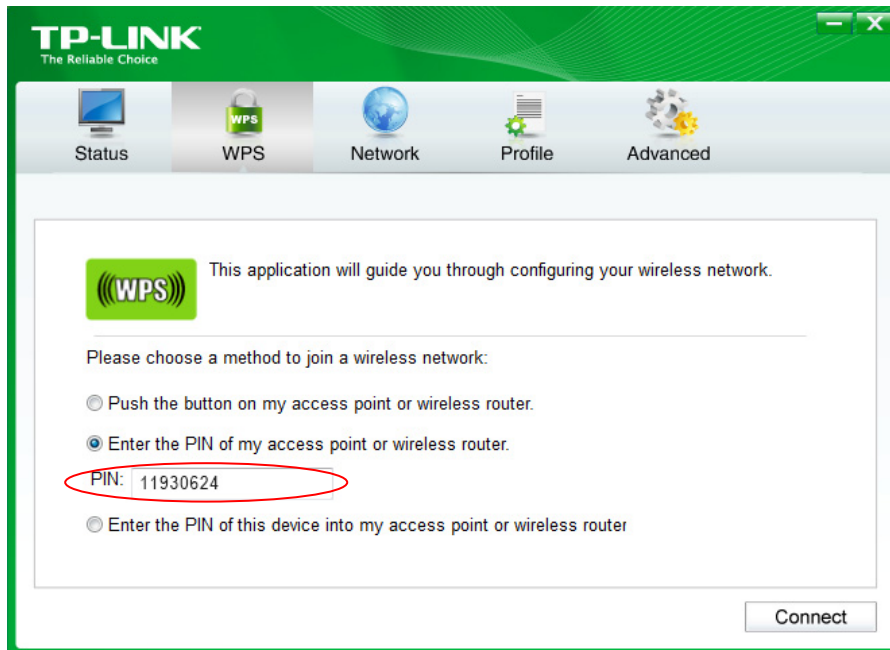 TP-LINK
The Reliable Choice
Status WPS Network Profile Advanced
WPS
(((WPS))) This application will guide you through configuring your wireless network.
Please choose a method to join a wireless network:
Push the button on my access point or wireless router.
Enter the PIN of my access point or wireless router.
PIN: 11930624
Enter the PIN of this device into my access point or wireless router
Connect